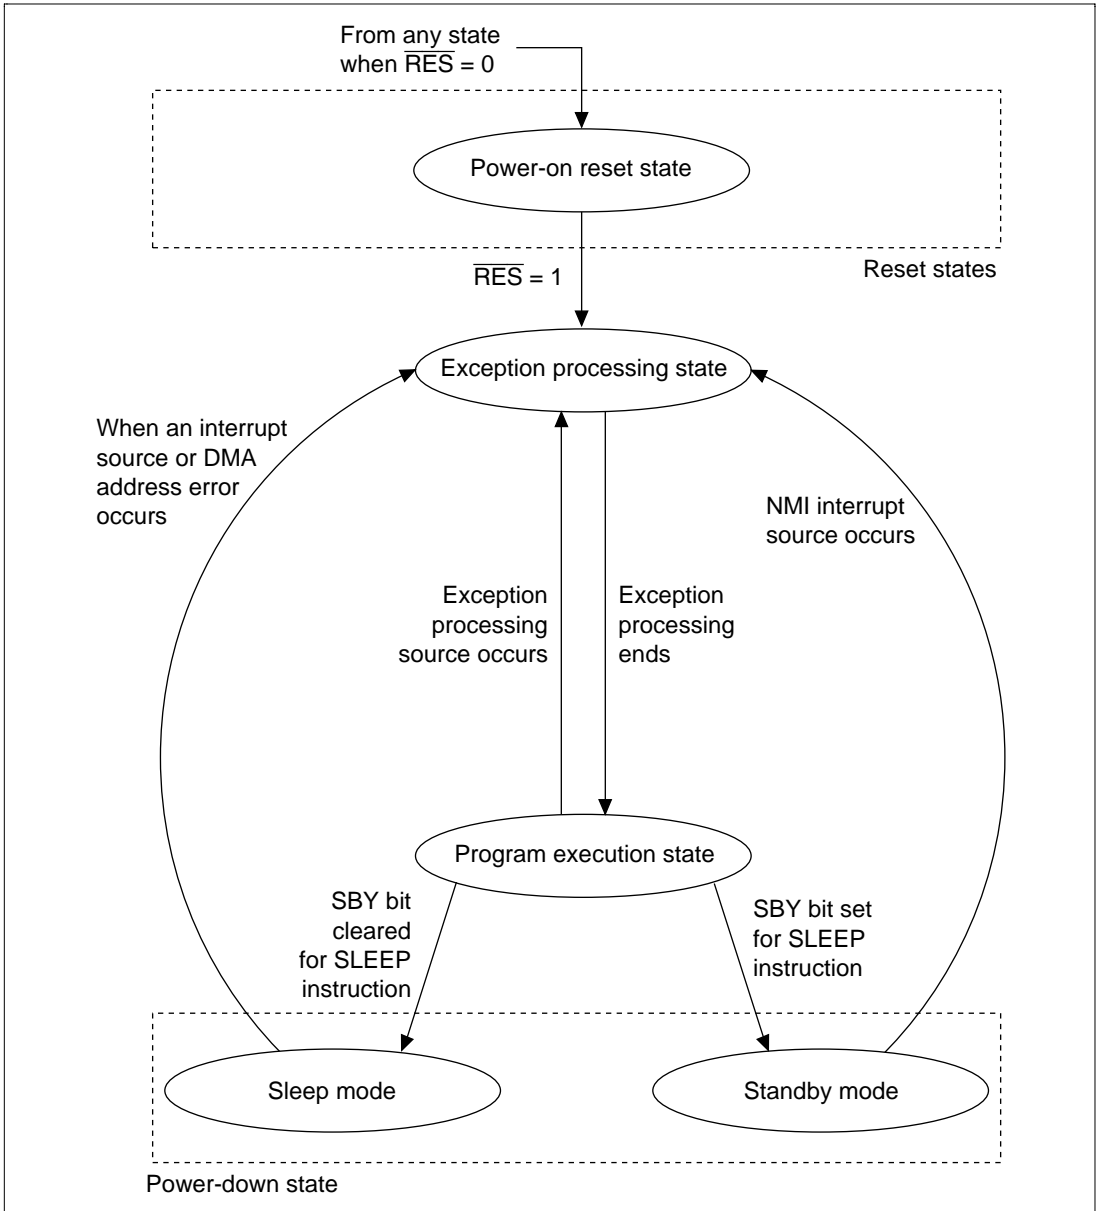 From any state
when R̅E̅S̅ = 0
Power-on reset state
R̅E̅S̅ = 1
Reset states
Exception processing state
When an interrupt
source or DMA
address error
occurs
NMI interrupt
source occurs
Exception
processing
source occurs
Exception
processing
ends
Program execution state
SBY bit
cleared
for SLEEP
instruction
SBY bit set
for SLEEP
instruction
Sleep mode
Standby mode
Power-down state